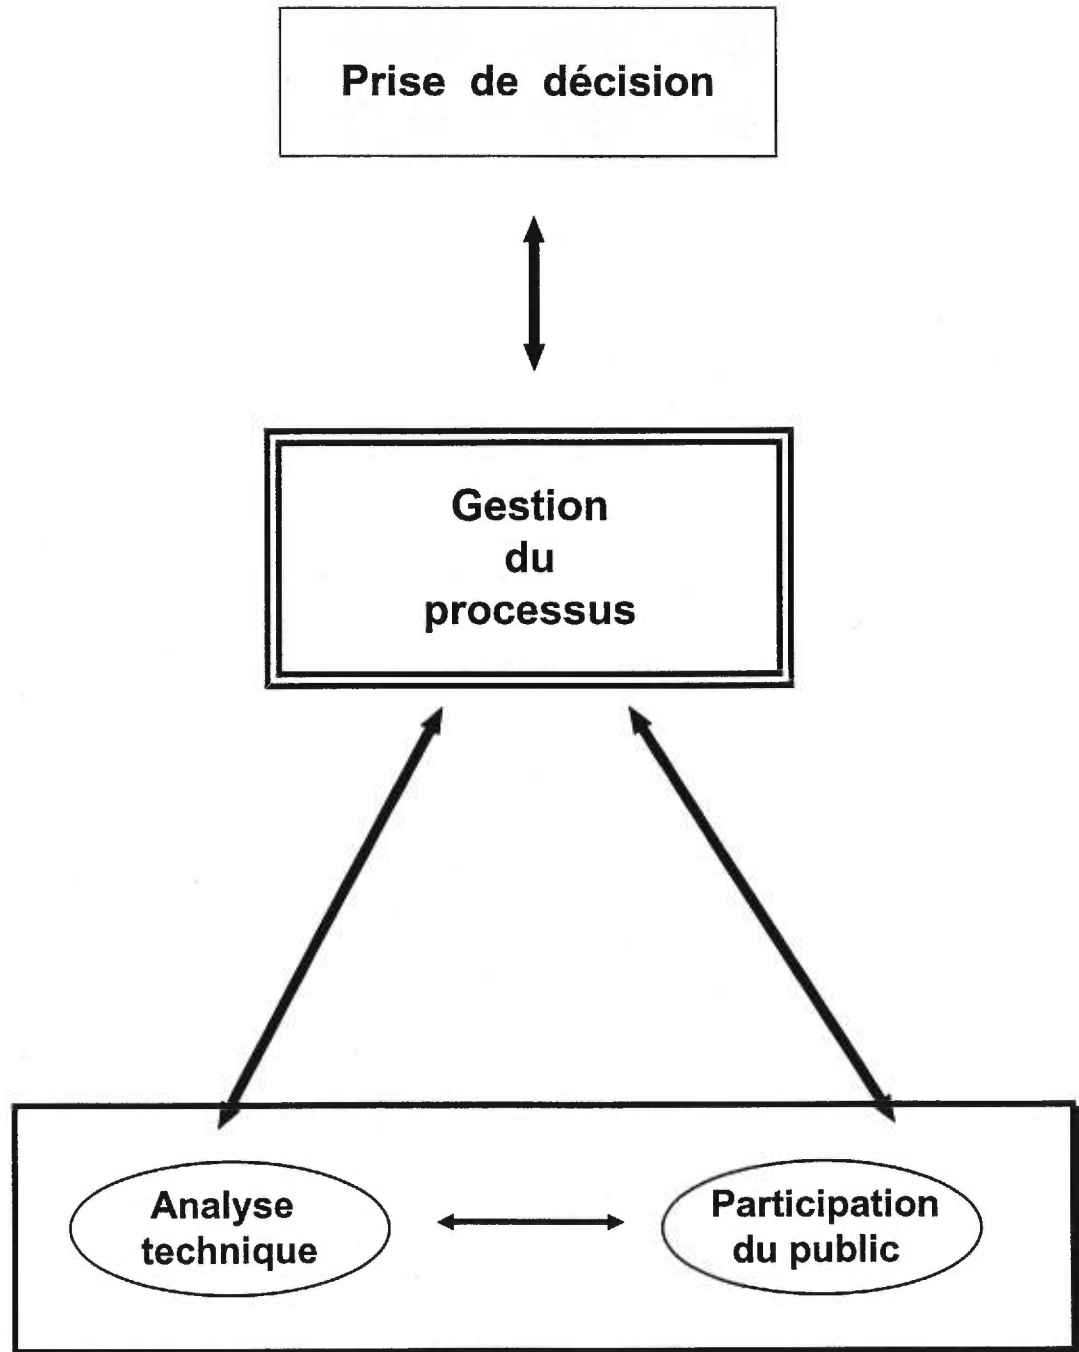 Prise de décision
Gestion
du
processus
Analyse
technique
Participation
du public